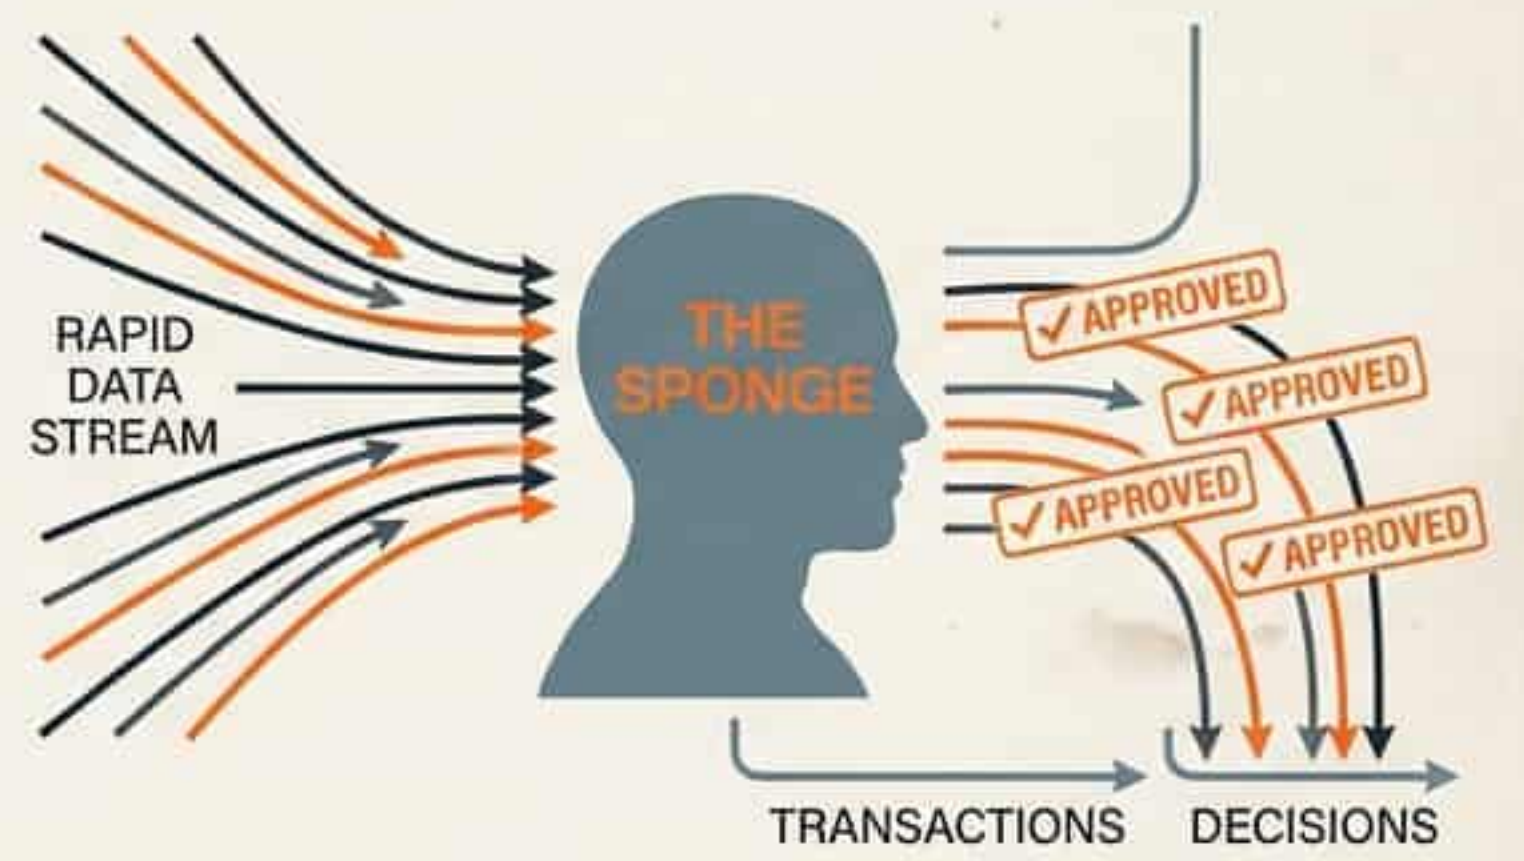 RAPID
DATA
STREAM
THE
SPONGE
✓ APPROVED
✓ APPROVED
✓ APPROVED
✓ APPROVED
TRANSACTIONS
DECISIONS